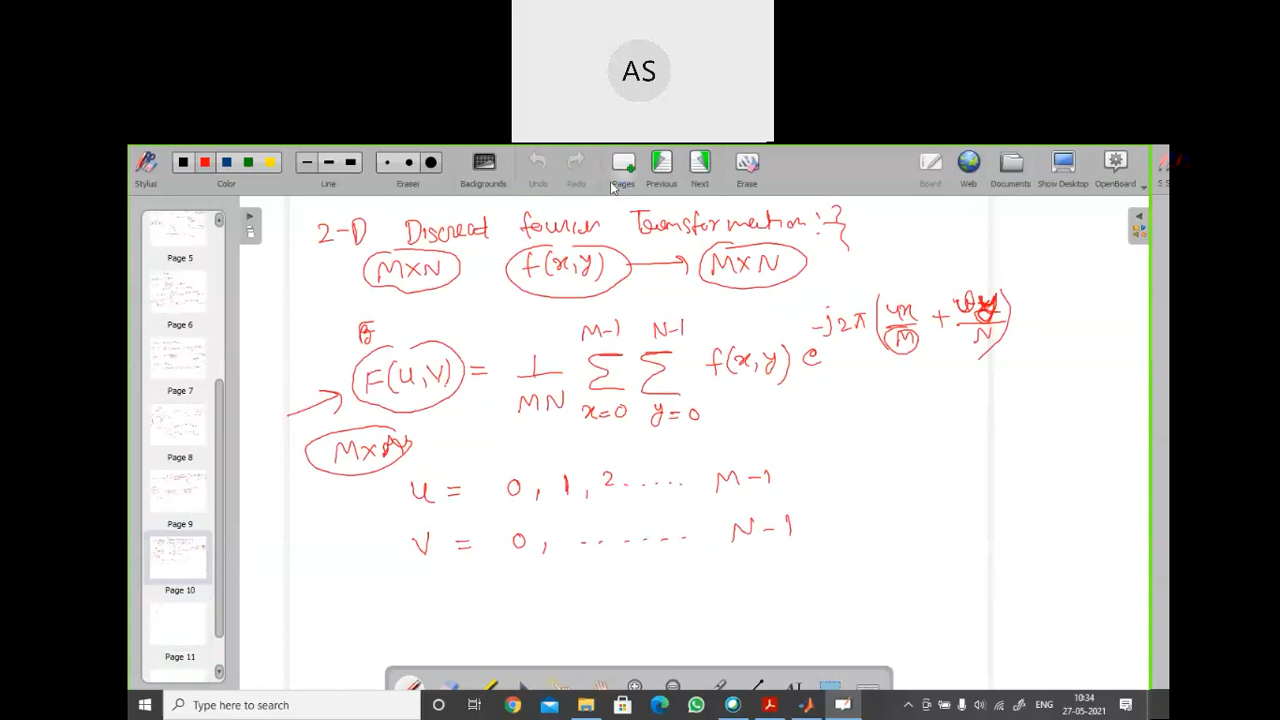 AS
Stylus Color Line Eraser Backgrounds Undo Redo Pages Previous Next Erase Board Web Documents Show Desktop OpenBoard
Page 5
Page 6
Page 7
Page 8
Page 9
Page 10
Page 11
2-D Discreat fourier Transformation :-
M×N f(x,y) → M×N
F(u,v) = 1/MN M-1 ∑ x=0 N-1 ∑ y=0 f(x,y) e -j2π(ux/M + vy/N)
M×N
u = 0, 1, 2..... M-1
v = 0, ....... N-1
Type here to search
ENG
10:34
27-05-2021